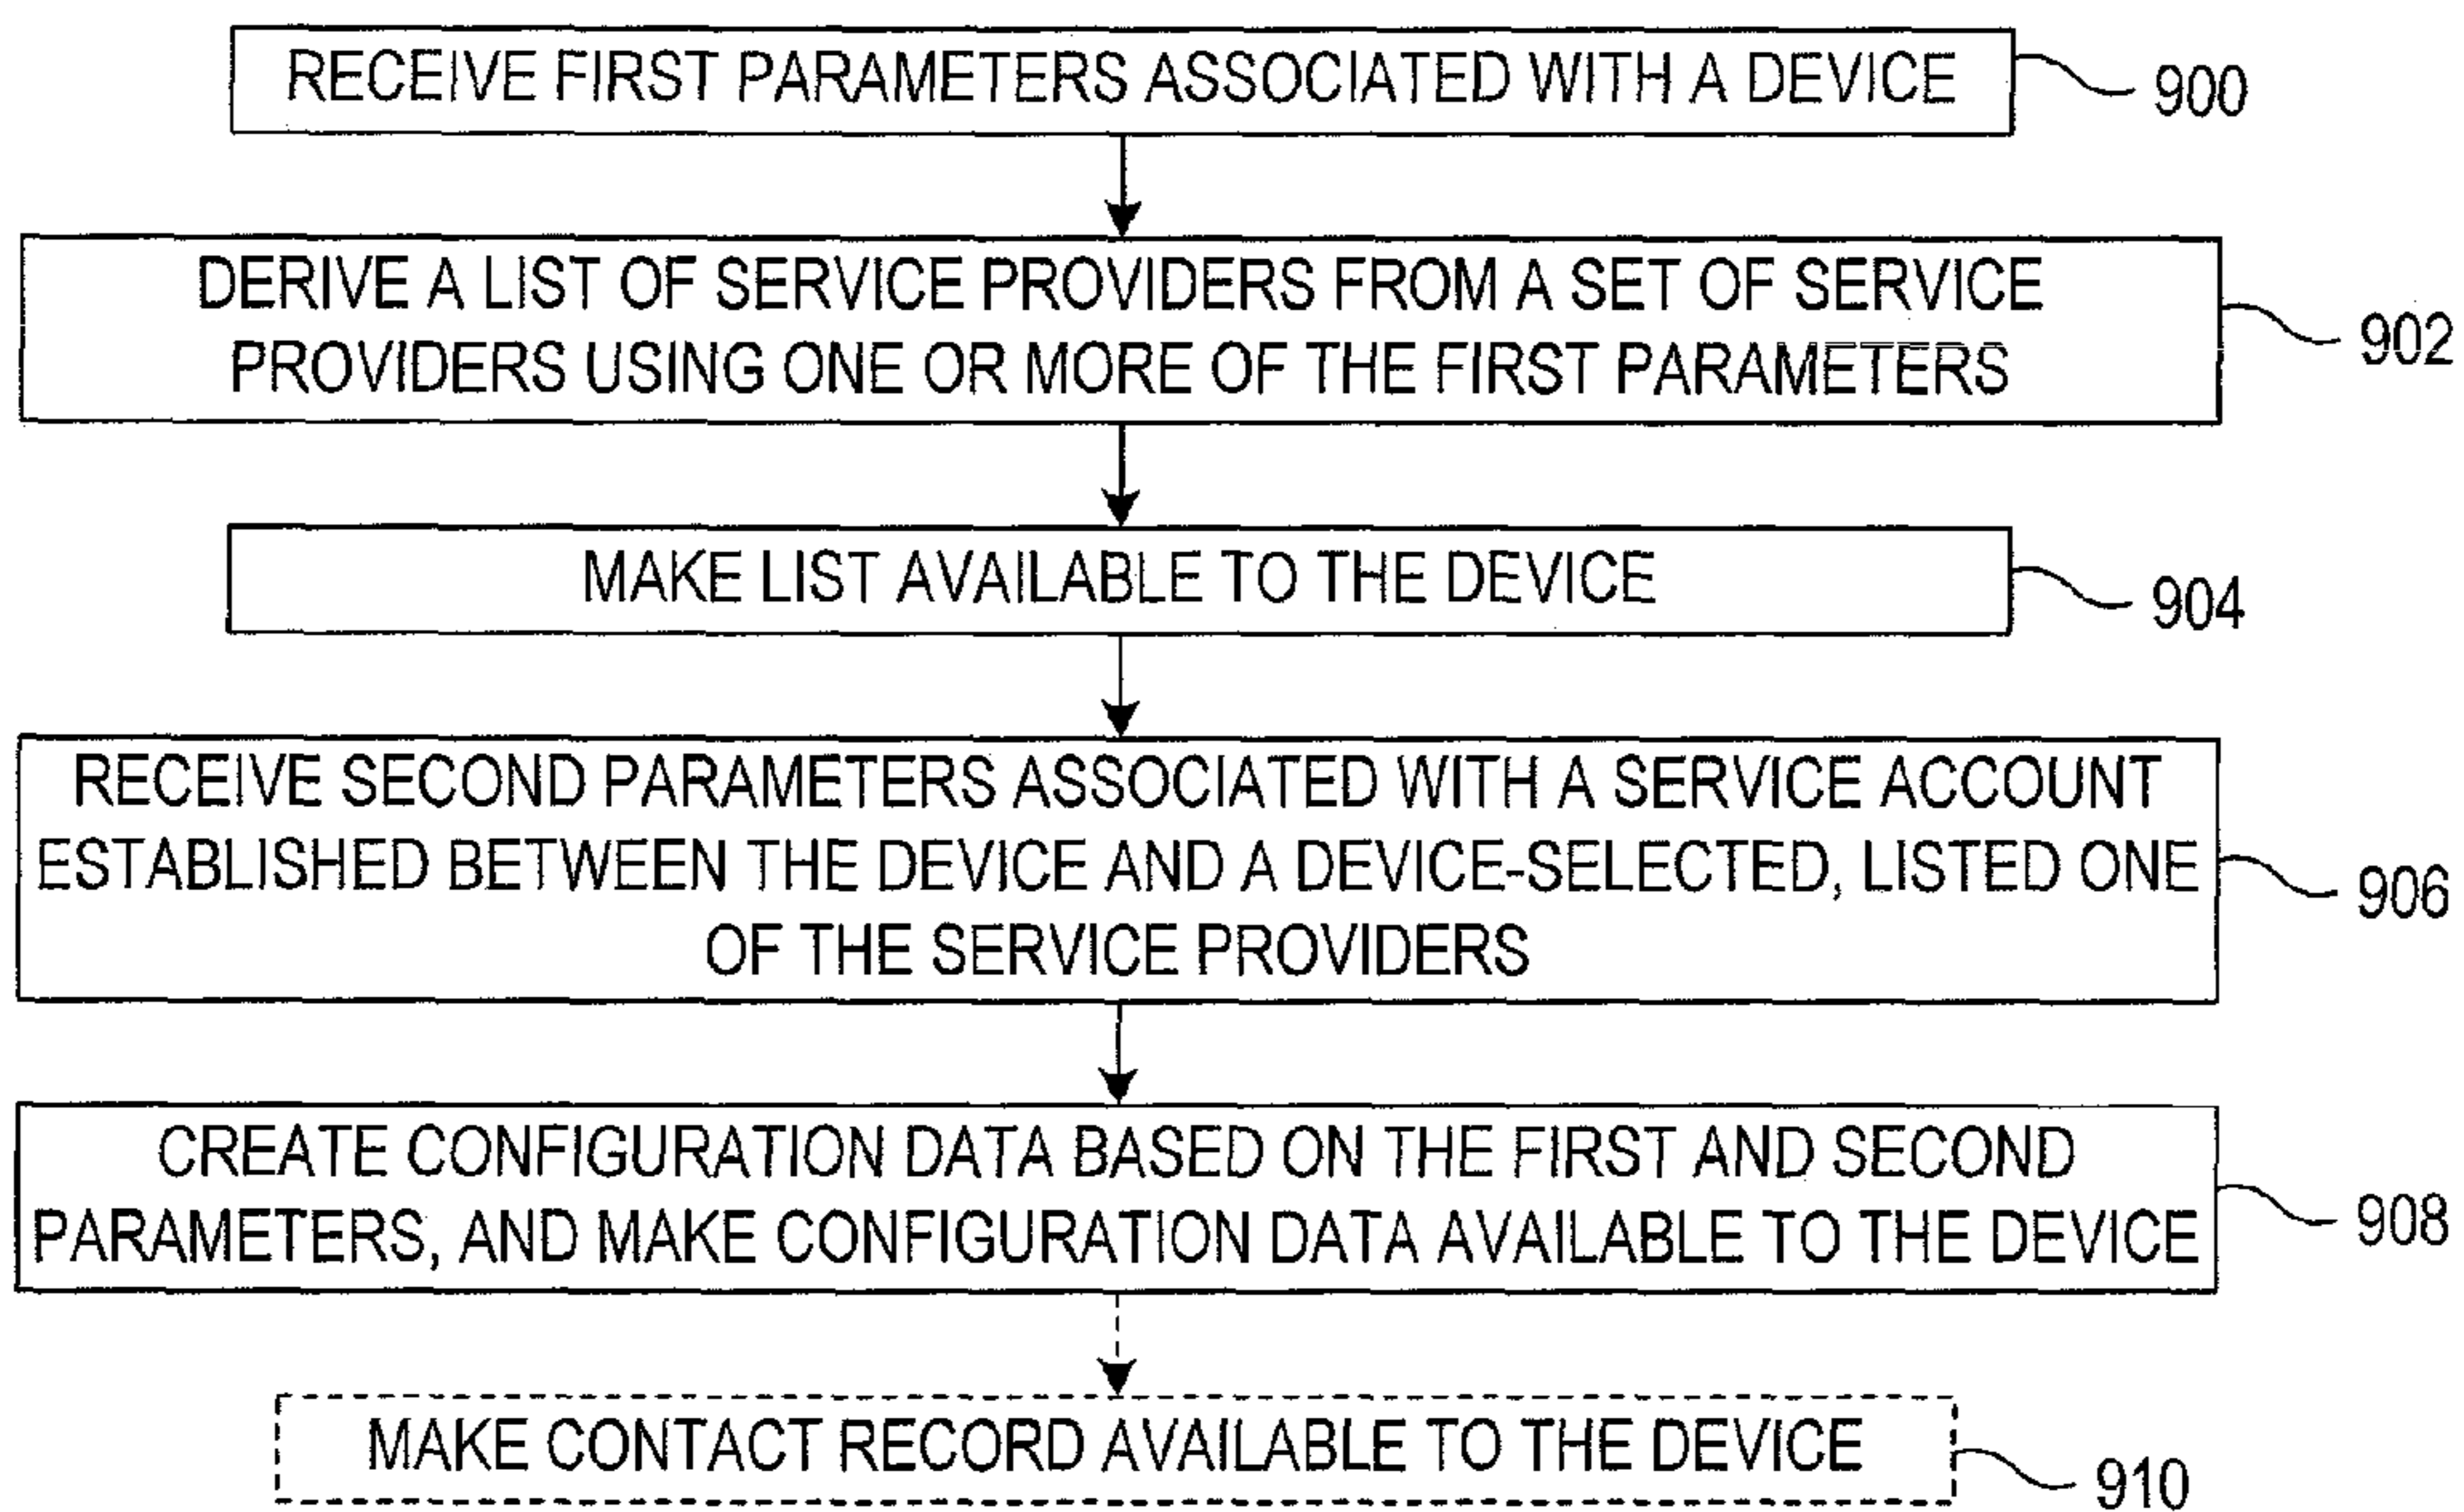 RECEIVE FIRST PARAMETERS ASSOCIATED WITH A DEVICE
900
DERIVE A LIST OF SERVICE PROVIDERS FROM A SET OF SERVICE
PROVIDERS USING ONE OR MORE OF THE FIRST PARAMETERS
902
MAKE LIST AVAILABLE TO THE DEVICE
904
RECEIVE SECOND PARAMETERS ASSOCIATED WITH A SERVICE ACCOUNT
ESTABLISHED BETWEEN THE DEVICE AND A DEVICE-SELECTED, LISTED ONE
OF THE SERVICE PROVIDERS
906
CREATE CONFIGURATION DATA BASED ON THE FIRST AND SECOND
PARAMETERS, AND MAKE CONFIGURATION DATA AVAILABLE TO THE DEVICE
908
MAKE CONTACT RECORD AVAILABLE TO THE DEVICE
910